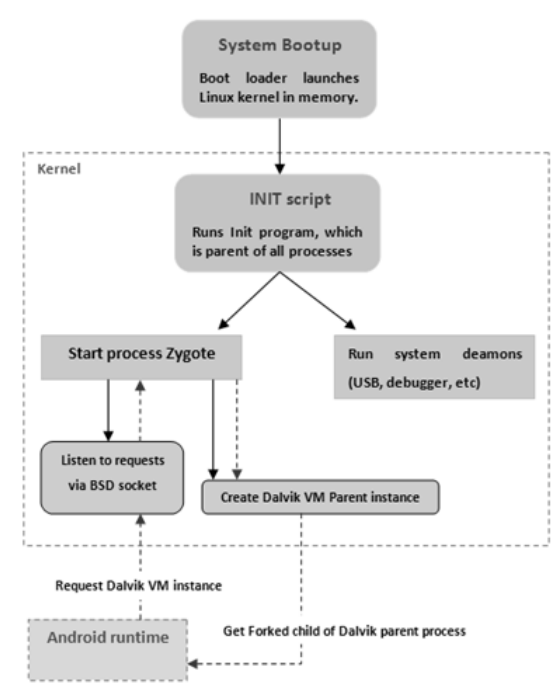 System Bootup
Boot loader launches
Linux kernel in memory.
Kernel
INIT script
Runs Init program, which
is parent of all processes
Start process Zygote
Run system deamons
(USB, debugger, etc)
Listen to requests
via BSD socket
Create Dalvik VM Parent instance
Request Dalvik VM instance
Get Forked child of Dalvik parent process
Android runtime